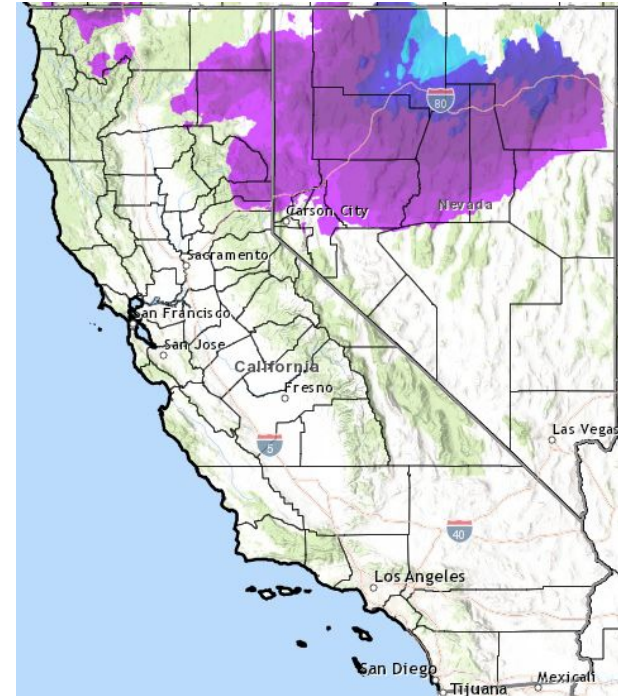 80
Carson City
Nevada
Sacramento
San Francisco
San Jose
California
Fresno
Las Vegas
5
40
Los Angeles
San Diego
Tijuana
Mexicali